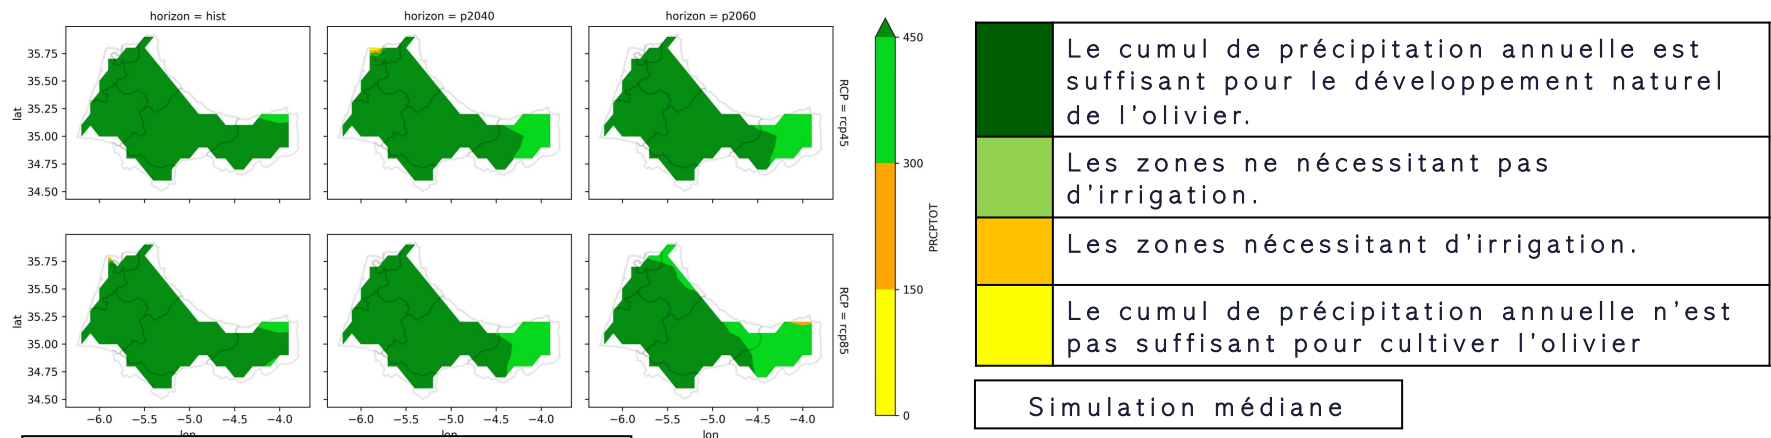 horizon = hist
horizon = p2040
horizon = p2060
35.75
35.50
35.25
35.00
34.75
34.50
lat
RCP = rcp45
35.75
35.50
35.25
35.00
34.75
34.50
lat
RCP = rcp85
−6.0 −5.5 −5.0 −4.5 −4.0
−6.0 −5.5 −5.0 −4.5 −4.0
−6.0 −5.5 −5.0 −4.5 −4.0
lon
lon
450
300
150
0
PRCPTOT
Le cumul de précipitation annuelle est
suffisant pour le développement naturel
de l’olivier.
Les zones ne nécessitant pas
d’irrigation.
Les zones nécessitant d’irrigation.
Le cumul de précipitation annuelle n’est
pas suffisant pour cultiver l’olivier
Simulation médiane